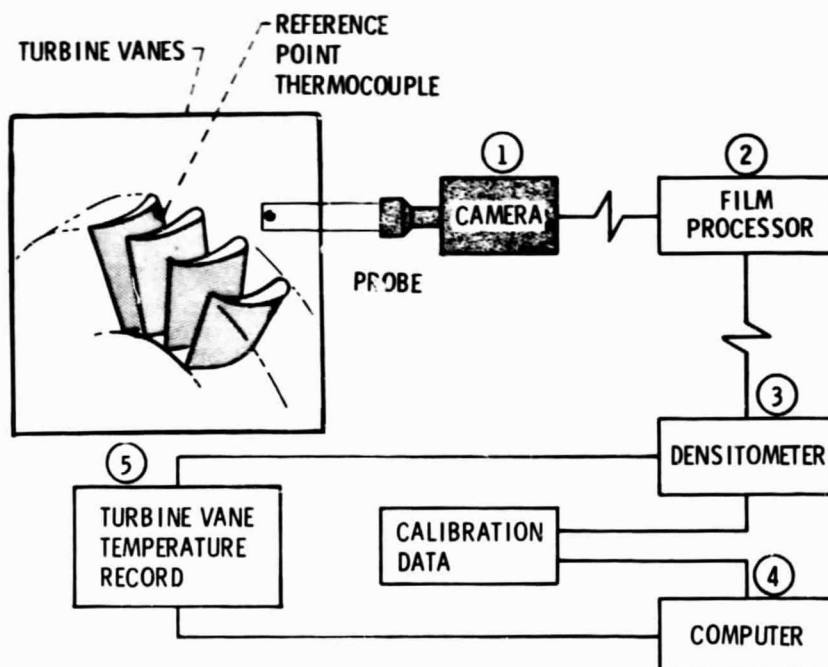 TURBINE VANES
REFERENCE
POINT
THERMOCOUPLE
1
CAMERA
PROBE
2
FILM
PROCESSOR
3
DENSITOMETER
CALIBRATION
DATA
4
COMPUTER
5
TURBINE VANE
TEMPERATURE
RECORD